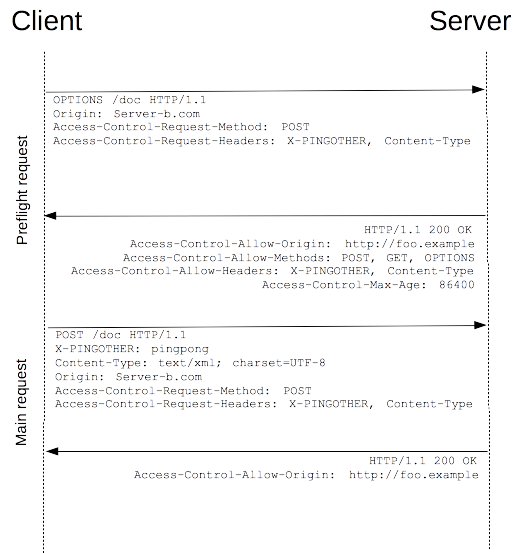 Client
Server
OPTIONS /doc HTTP/1.1
Origin: Server-b.com
Access-Control-Request-Method: POST
Access-Control-Request-Headers: X-PINGOTHER, Content-Type
Preflight request
HTTP/1.1 200 OK
Access-Control-Allow-Origin: http://foo.example
Access-Control-Allow-Methods: POST, GET, OPTIONS
Access-Control-Allow-Headers: X-PINGOTHER, Content-Type
Access-Control-Max-Age: 86400
POST /doc HTTP/1.1
X-PINGOTHER: pingpong
Content-Type: text/xml; charset=UTF-8
Origin: Server-b.com
Access-Control-Request-Method: POST
Access-Control-Request-Headers: X-PINGOTHER, Content-Type
Main request
HTTP/1.1 200 OK
Access-Control-Allow-Origin: http://foo.example